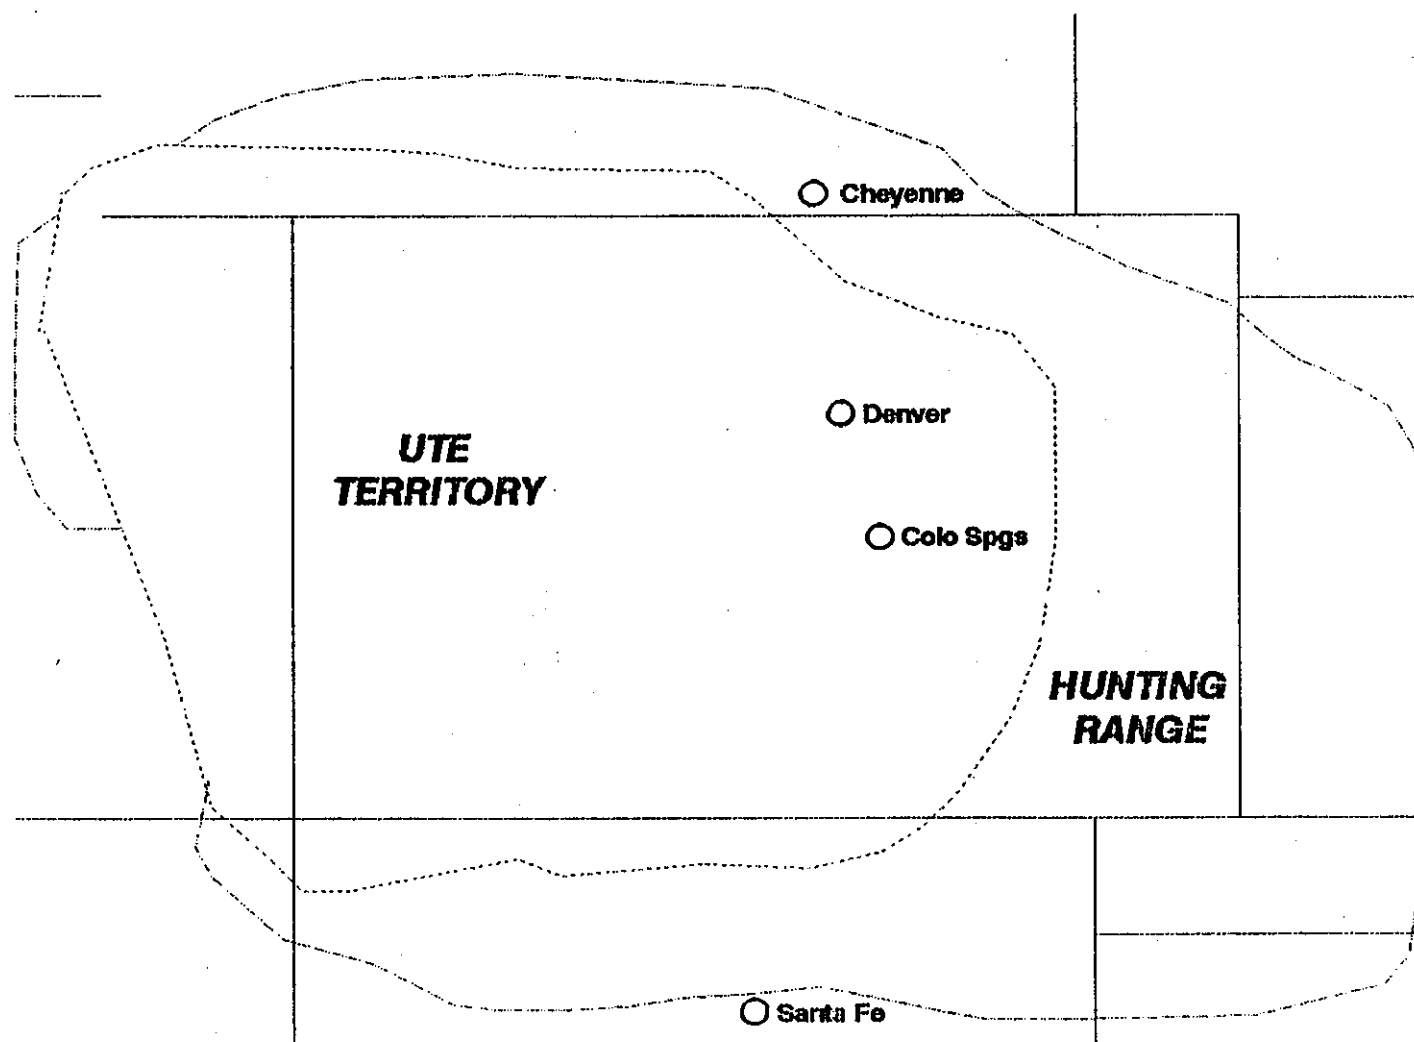 Cheyenne
Denver
UTE
TERRITORY
Colo Spgs
HUNTING
RANGE
Santa Fe